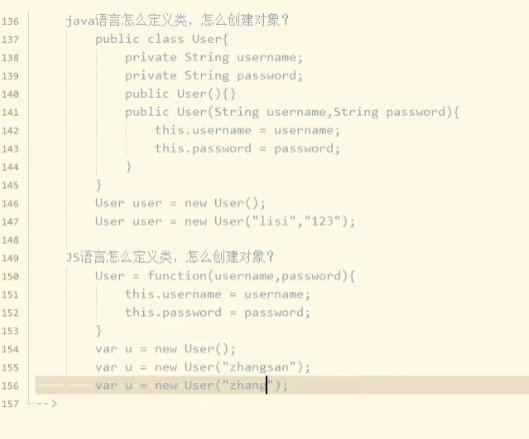 136 java语言怎么定义类，怎么创建对象？
137 public class User{
138 private String username;
139 private String password;
140 public User(){}
141 public User(String username,String password){
142 this.username = username;
143 this.password = password;
144 }
145 }
146 User user = new User();
147 User user = new User("lisi","123");
148
149 JS语言怎么定义类，怎么创建对象？
150 User = function(username,password){
151 this.username = username;
152 this.password = password;
153 }
154 var u = new User();
155 var u = new User("zhangsan");
156 var u = new User("zhang");
157 -->